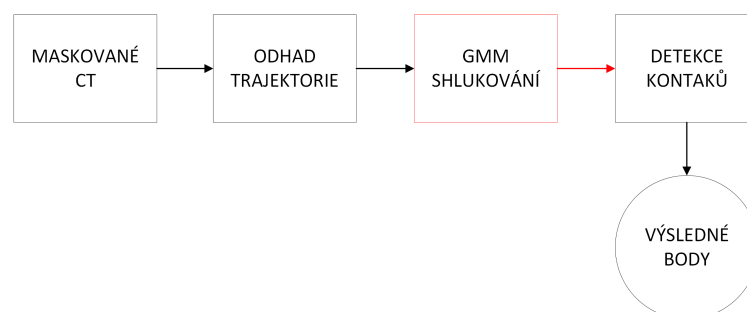 MASKOVANÉ
CT
ODHAD
TRAJEKTORIE
GMM
SHLUKOVÁNÍ
DETEKCE
KONTAKŮ
VÝSLEDNÉ
BODY